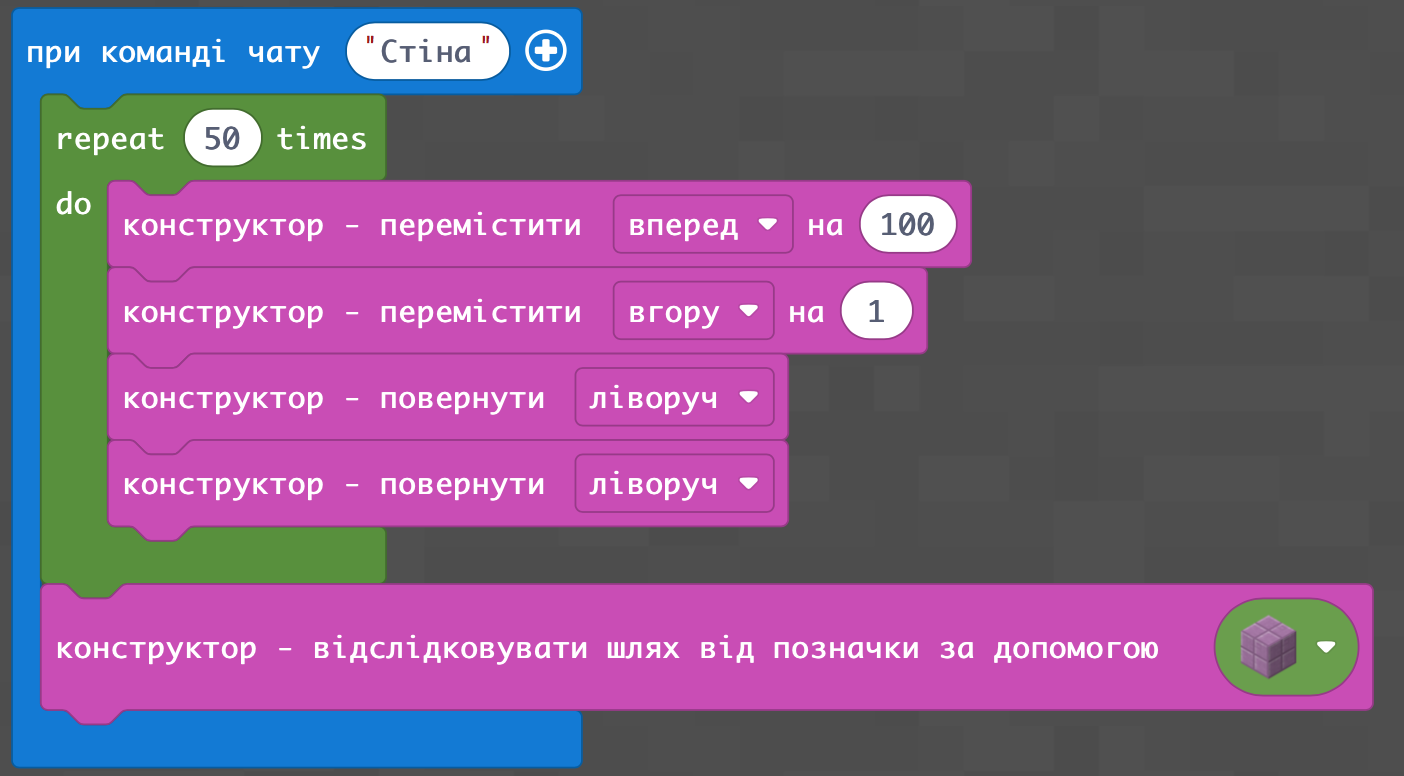 при команді чату "Стіна"
repeat 50 times
do
конструктор - перемістити вперед на 100
конструктор - перемістити вгору на 1
конструктор - повернути ліворуч
конструктор - повернути ліворуч
конструктор - відслідковувати шлях від позначки за допомогою